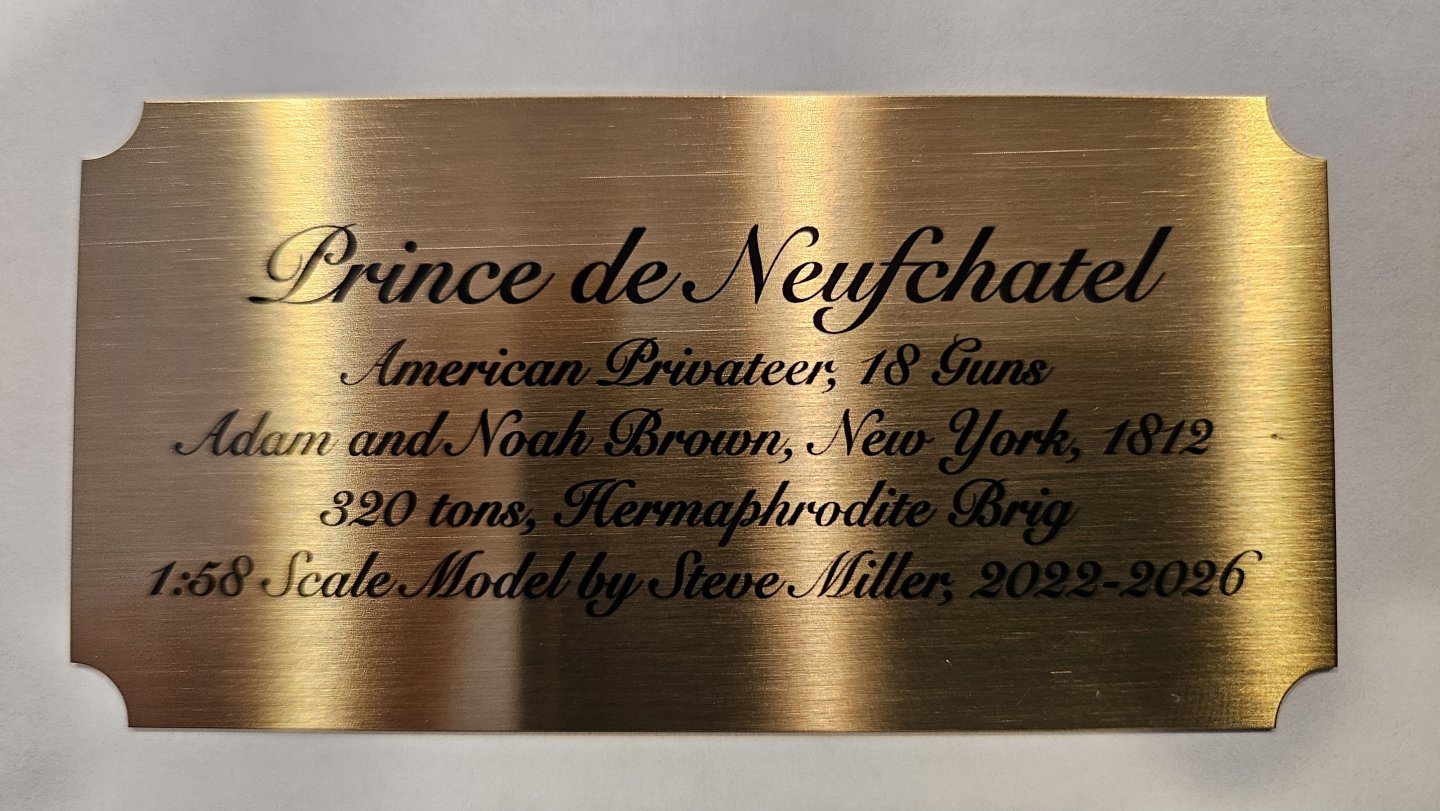 Prince de Neufchatel
American Privateer, 18 Guns
Adam and Noah Brown, New York, 1812
320 tons, Hermaphrodite Brig
1:58 Scale Model by Steve Miller, 2022-2026